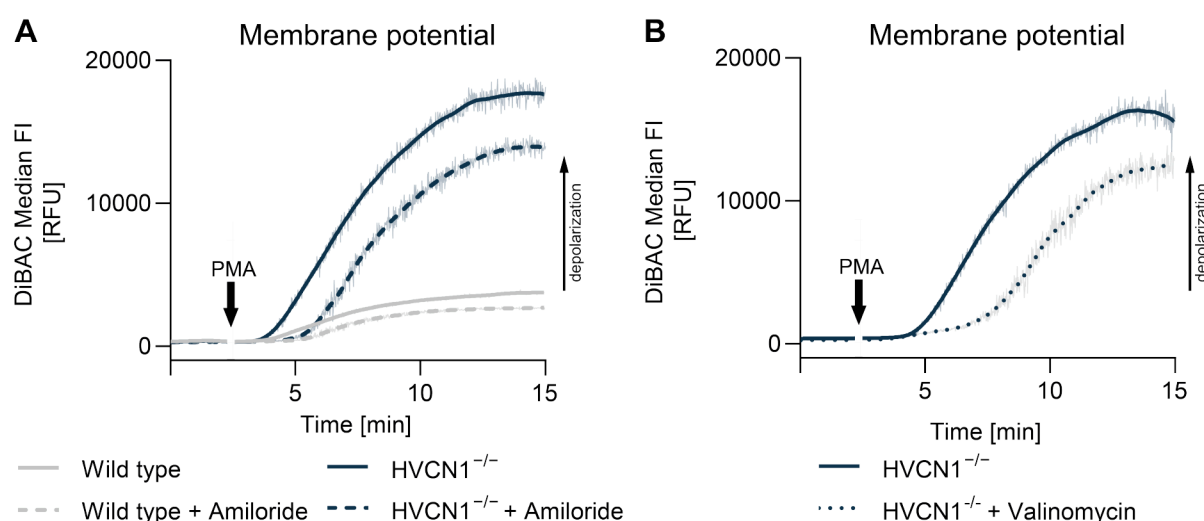 A
Membrane potential
20000
10000
0
DiBAC Median FI
[RFU]
PMA
depolarization
5
10
15
Time [min]
Wild type
HVCN1⁻/⁻
Wild type + Amiloride
HVCN1⁻/⁻ + Amiloride
B
Membrane potential
20000
10000
0
DiBAC Median FI
[RFU]
PMA
depolarization
5
10
15
Time [min]
HVCN1⁻/⁻
HVCN1⁻/⁻ + Valinomycin